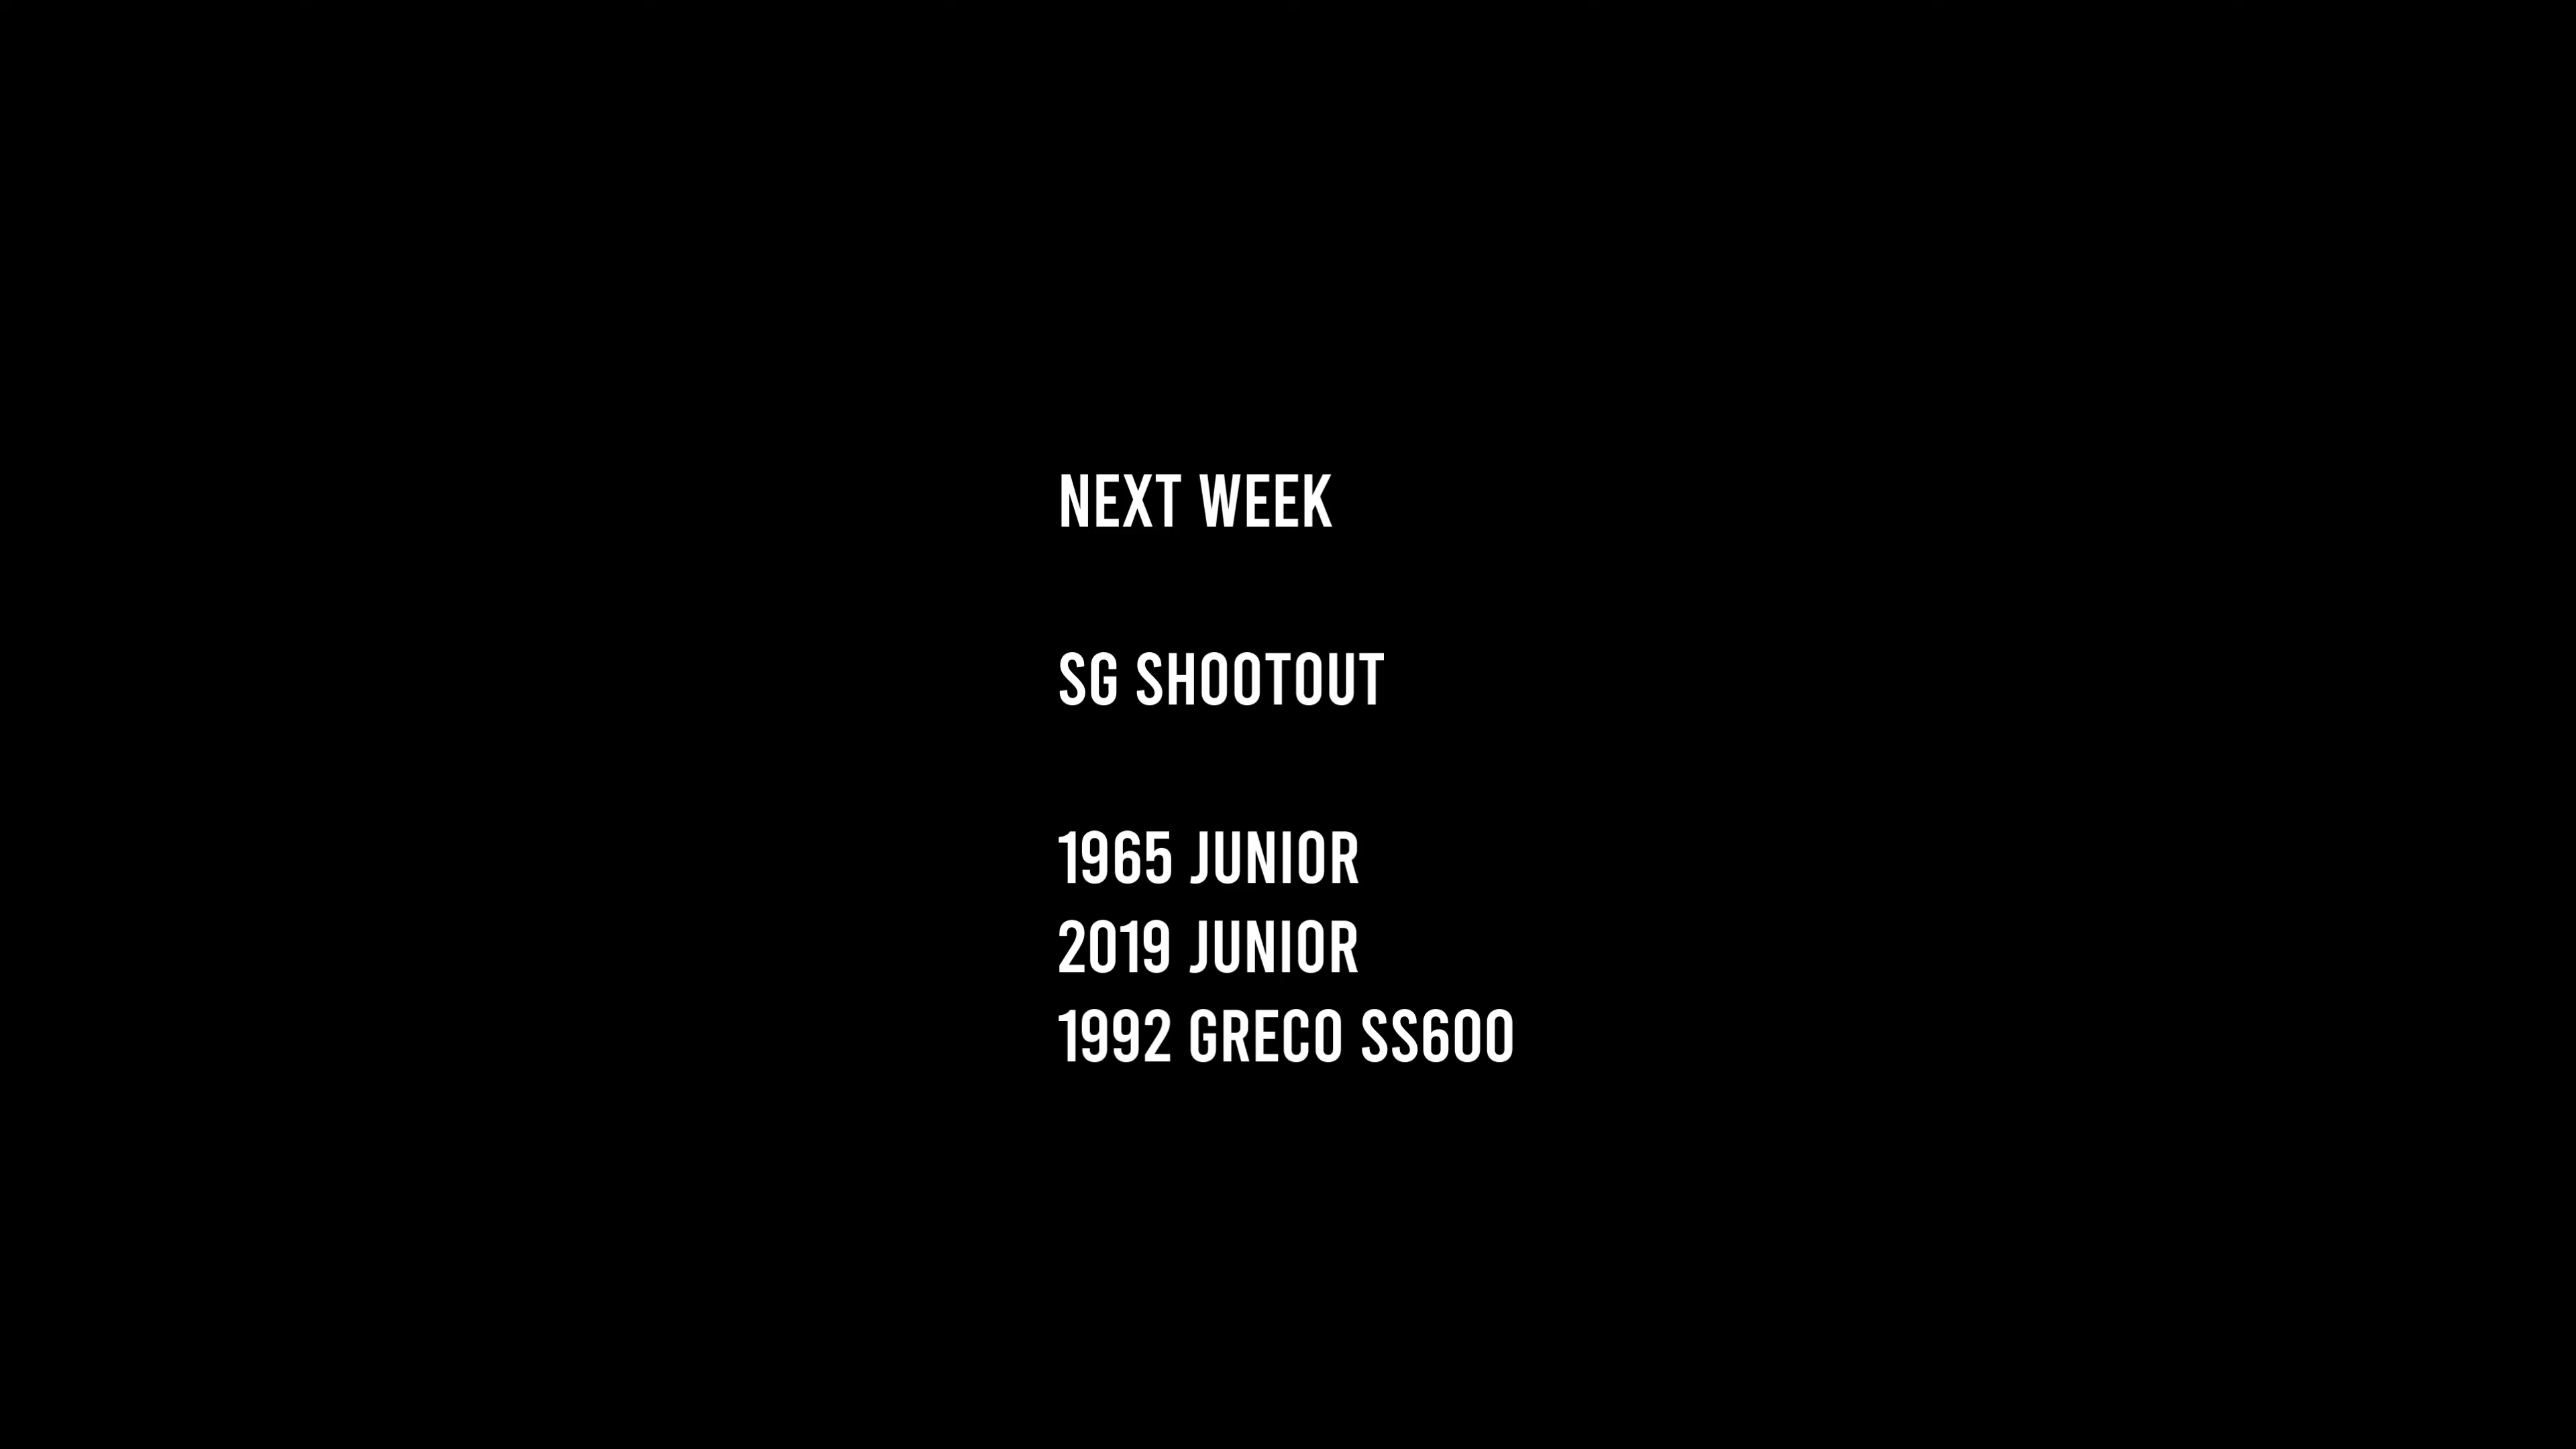 NEXT WEEK
SG SHOOTOUT
1965 JUNIOR
2019 JUNIOR
1992 GRECO SS600